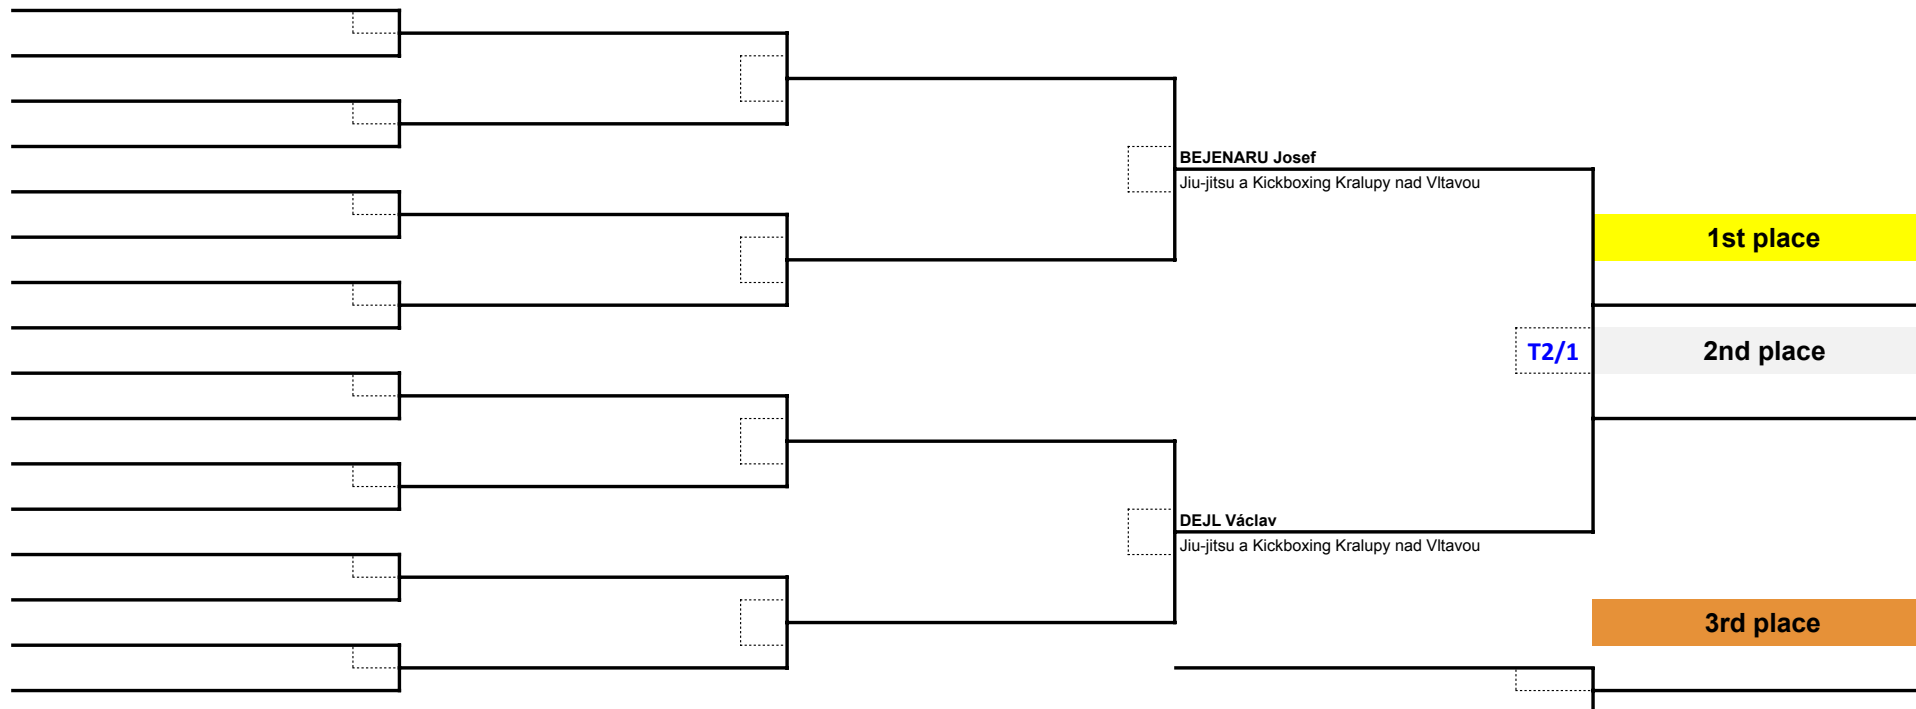 BEJENARU Josef
Jiu-jitsu a Kickboxing Kralupy nad Vltavou
1st place
T2/1
2nd place
DEJL Václav
Jiu-jitsu a Kickboxing Kralupy nad Vltavou
3rd place